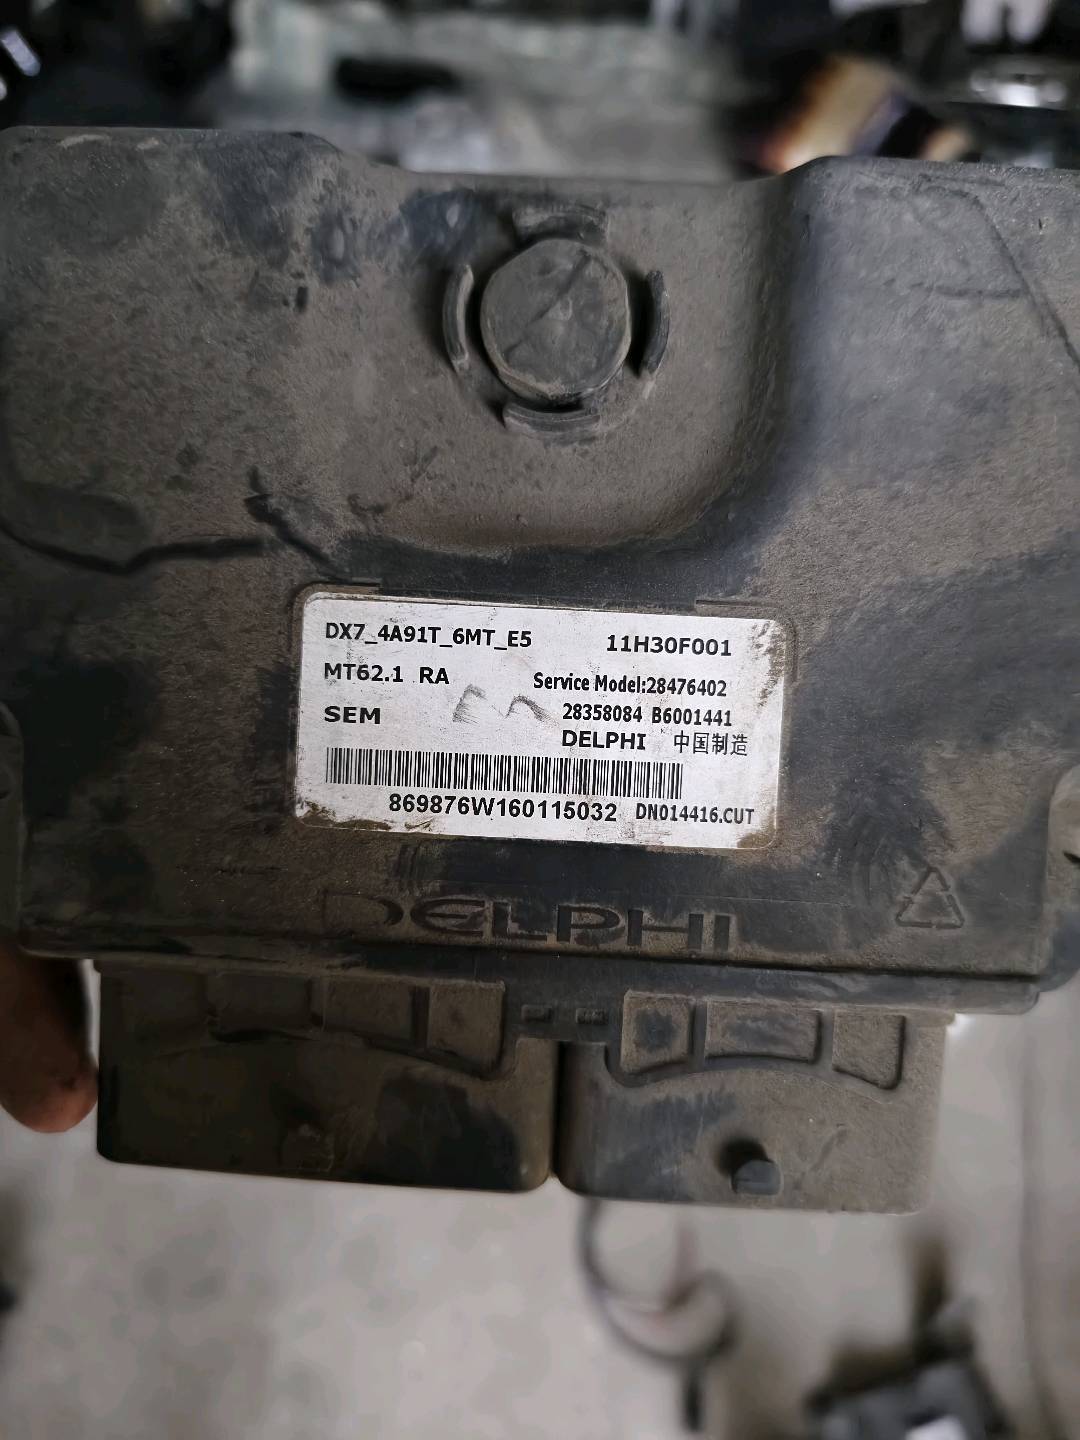 DX7_4A91T_6MT_E5 11H30F001
MT62.1 RA Service Model:28476402
SEM 28358084 B6001441
DELPHI 中国制造
869876W160115032 DN014416.CUT
DELPHI